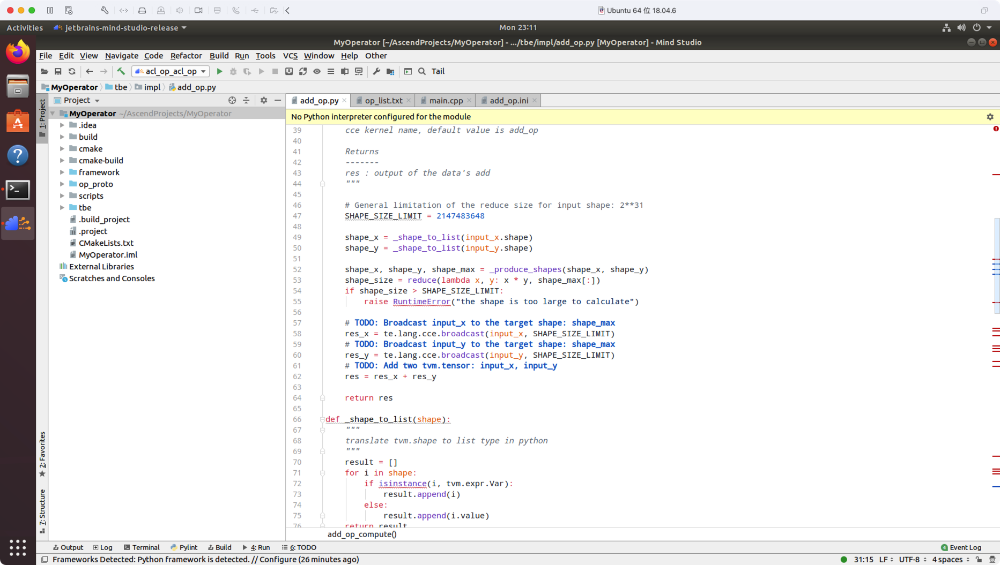 Ubuntu 64 位 18.04.6
Activities
jetbrains-mind-studio-release
Mon 23:11
MyOperator [~/AscendProjects/MyOperator] - .../tbe/impl/add_op.py [MyOperator] - Mind Studio
File Edit View Navigate Code Refactor Build Run Tools VCS Window Help Other
acl_op_acl_op
Tail
MyOperator tbe impl add_op.py
1: Project
Project
add_op.py op_list.txt main.cpp add_op.ini
MyOperator ~/AscendProjects/MyOperator
.idea
build
cmake
cmake-build
framework
op_proto
scripts
tbe
.build_project
.project
CMakeLists.txt
MyOperator.iml
External Libraries
Scratches and Consoles
2: Favorites
7: Structure
No Python interpreter configured for the module
39 cce kernel name, default value is add_op
40
41 Returns
42 -------
43 res : output of the data's add
44 """
45
46 # General limitation of the reduce size for input shape: 2**31
47 SHAPE_SIZE_LIMIT = 2147483648
48
49 shape_x = _shape_to_list(input_x.shape)
50 shape_y = _shape_to_list(input_y.shape)
51
52 shape_x, shape_y, shape_max = _produce_shapes(shape_x, shape_y)
53 shape_size = reduce(lambda x, y: x * y, shape_max[:])
54 if shape_size > SHAPE_SIZE_LIMIT:
55 raise RuntimeError("the shape is too large to calculate")
56
57 # TODO: Broadcast input_x to the target shape: shape_max
58 res_x = te.lang.cce.broadcast(input_x, SHAPE_SIZE_LIMIT)
59 # TODO: Broadcast input_y to the target shape: shape_max
60 res_y = te.lang.cce.broadcast(input_y, SHAPE_SIZE_LIMIT)
61 # TODO: Add two tvm.tensor: input_x, input_y
62 res = res_x + res_y
63
64 return res
65
66 def _shape_to_list(shape):
67 """
68 translate tvm.shape to list type in python
69 """
70 result = []
71 for i in shape:
72 if isinstance(i, tvm.expr.Var):
73 result.append(i)
74 else:
75 result.append(i.value)
76 return result
add_op_compute()
Output Log Terminal Pylint Build 4: Run 6: TODO
4 Event Log
Frameworks Detected: Python framework is detected. // Configure (26 minutes ago)
31:15 LF UTF-8 4 spaces